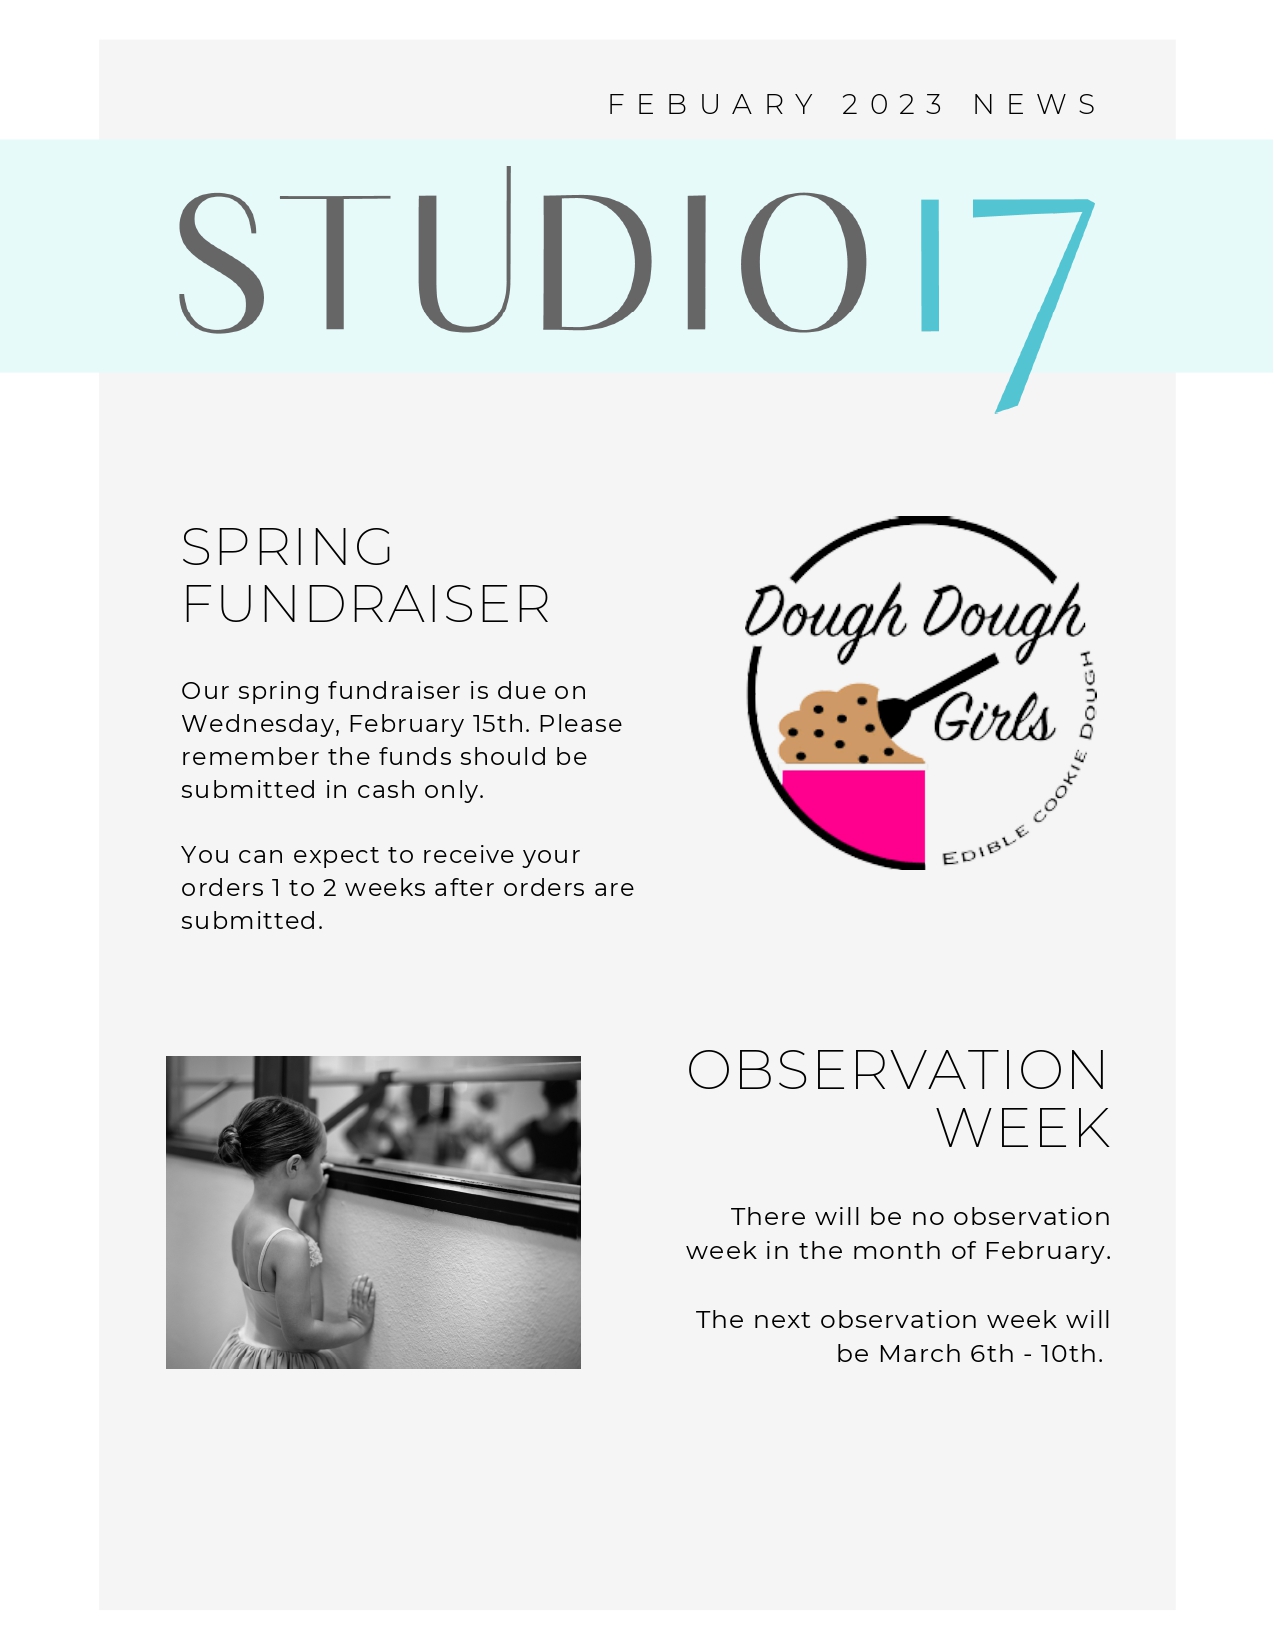 FEBUARY 2023 NEWS
STUDIO 17
SPRING
FUNDRAISER
Our spring fundraiser is due on
Wednesday, February 15th. Please
remember the funds should be
submitted in cash only.
You can expect to receive your
orders 1 to 2 weeks after orders are
submitted.
Dough Dough
Girls
EDIBLE COOKIE DOUGH
OBSERVATION
WEEK
There will be no observation
week in the month of February.
The next observation week will
be March 6th - 10th.